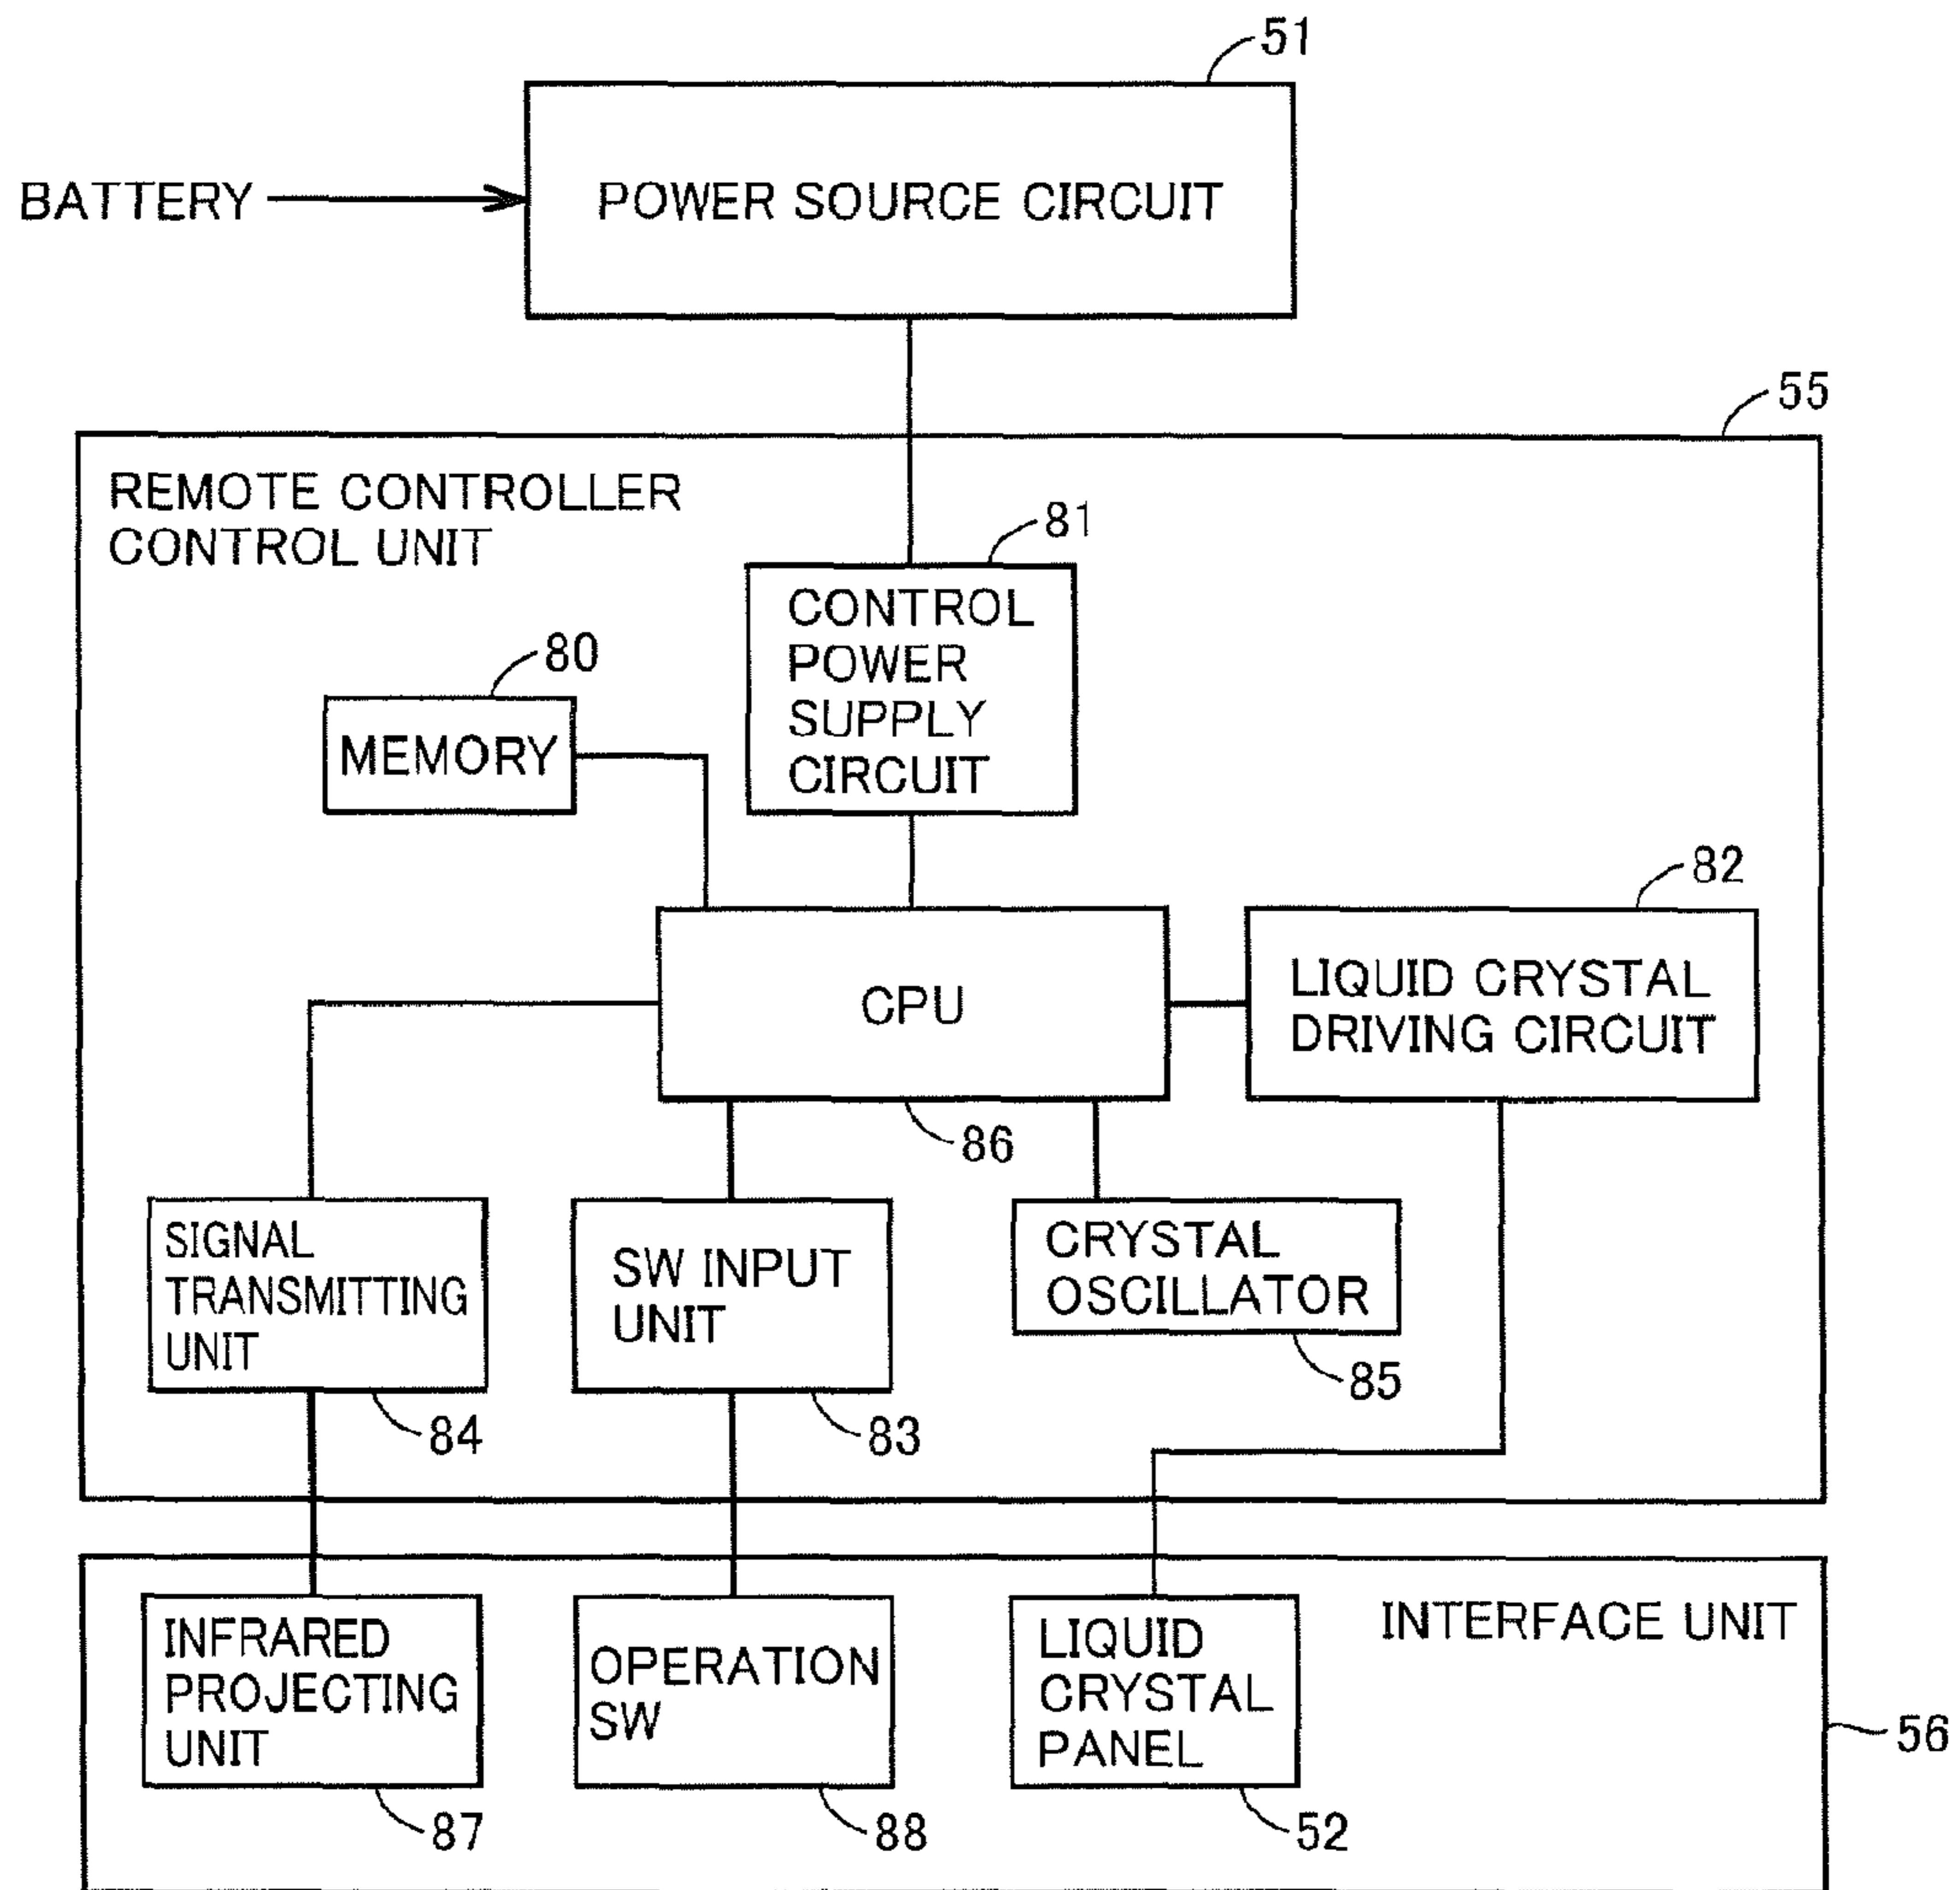 51
BATTERY
POWER SOURCE CIRCUIT
55
REMOTE CONTROLLER
CONTROL UNIT
81
CONTROL
POWER
SUPPLY
CIRCUIT
80
MEMORY
82
CPU
LIQUID CRYSTAL
DRIVING CIRCUIT
86
SIGNAL
TRANSMITTING
UNIT
84
SW INPUT
UNIT
83
CRYSTAL
OSCILLATOR
85
INFRARED
PROJECTING
UNIT
87
OPERATION
SW
88
LIQUID
CRYSTAL
PANEL
52
INTERFACE UNIT
56